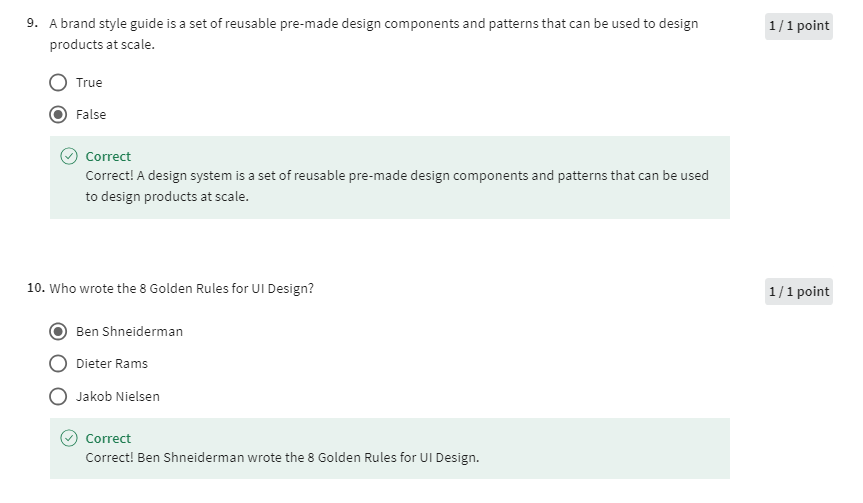 9. A brand style guide is a set of reusable pre-made design components and patterns that can be used to design
1 / 1 point
products at scale.
True
False
Correct
Correct! A design system is a set of reusable pre-made design components and patterns that can be used
to design products at scale.
10. Who wrote the 8 Golden Rules for UI Design?
1 / 1 point
Ben Shneiderman
Dieter Rams
Jakob Nielsen
Correct
Correct! Ben Shneiderman wrote the 8 Golden Rules for UI Design.